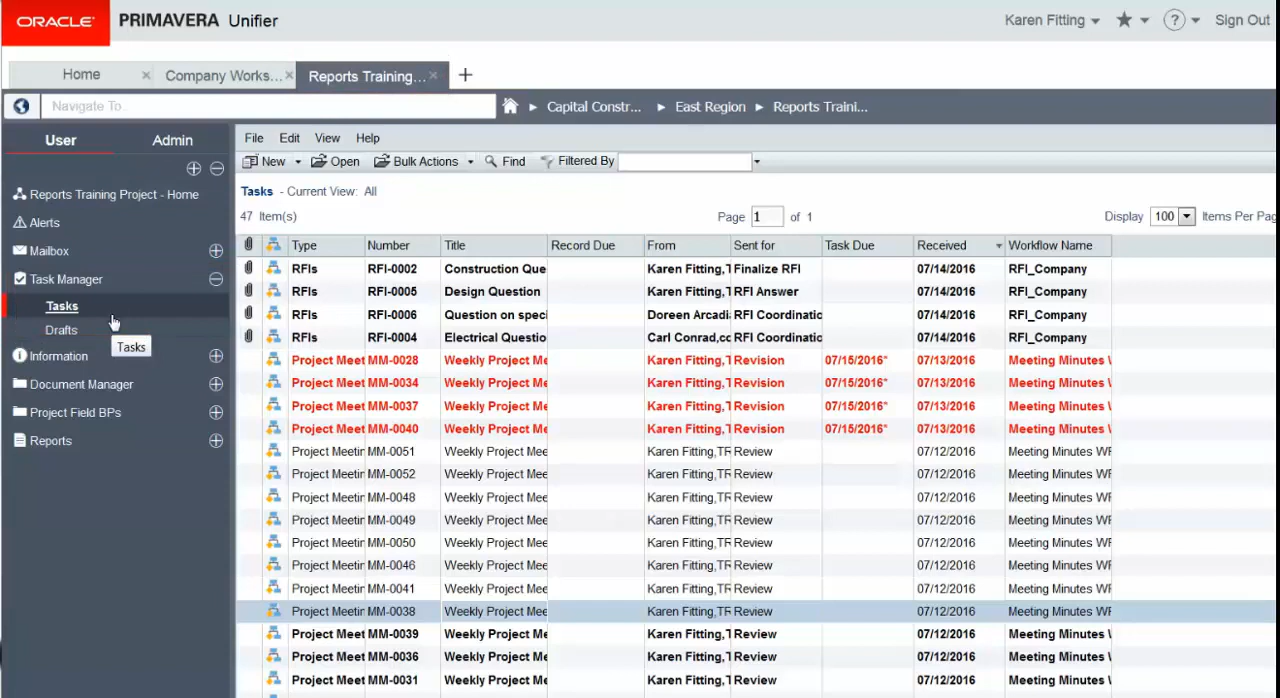 ORACLE PRIMAVERA Unifier Karen Fitting ? Sign Out
Home Company Works... Reports Training...
Navigate To.. Capital Constr... East Region Reports Traini...
User Admin
Reports Training Project - Home
Alerts
Mailbox
Task Manager
Tasks
Drafts
Tasks
Information
Document Manager
Project Field BPs
Reports
File Edit View Help
New Open Bulk Actions Find Filtered By
Tasks - Current View: All
47 Item(s) Page 1 of 1 Display 100 Items Per Pag
Type Number Title Record Due From Sent for Task Due Received Workflow Name
RFIs RFI-0002 Construction Que Karen Fitting,T Finalize RFI 07/14/2016 RFI_Company
RFIs RFI-0005 Design Question Karen Fitting,T RFI Answer 07/14/2016 RFI_Company
RFIs RFI-0006 Question on speci Doreen Arcadi RFI Coordinatio 07/14/2016 RFI_Company
RFIs RFI-0004 Electrical Questio Carl Conrad,cc RFI Coordinatio 07/14/2016 RFI_Company
Project Meet MM-0028 Weekly Project Me Karen Fitting,T Revision 07/15/2016* 07/13/2016 Meeting Minutes W
Project Meet MM-0034 Weekly Project Me Karen Fitting,T Revision 07/15/2016* 07/13/2016 Meeting Minutes W
Project Meet MM-0037 Weekly Project Me Karen Fitting,T Revision 07/15/2016* 07/13/2016 Meeting Minutes W
Project Meet MM-0040 Weekly Project Me Karen Fitting,T Revision 07/15/2016* 07/13/2016 Meeting Minutes W
Project Meetin MM-0051 Weekly Project Mee Karen Fitting,TR Review 07/12/2016 Meeting Minutes WF
Project Meetin MM-0052 Weekly Project Mee Karen Fitting,TR Review 07/12/2016 Meeting Minutes WF
Project Meetin MM-0048 Weekly Project Mee Karen Fitting,TR Review 07/12/2016 Meeting Minutes WF
Project Meetin MM-0049 Weekly Project Mee Karen Fitting,TR Review 07/12/2016 Meeting Minutes WF
Project Meetin MM-0050 Weekly Project Mee Karen Fitting,TR Review 07/12/2016 Meeting Minutes WF
Project Meetin MM-0046 Weekly Project Mee Karen Fitting,TR Review 07/12/2016 Meeting Minutes WF
Project Meetin MM-0041 Weekly Project Mee Karen Fitting,TR Review 07/12/2016 Meeting Minutes WF
Project Meetin MM-0038 Weekly Project Mee Karen Fitting,TR Review 07/12/2016 Meeting Minutes WF
Project Meet MM-0039 Weekly Project Me Karen Fitting,T Review 07/12/2016 Meeting Minutes W
Project Meet MM-0036 Weekly Project Me Karen Fitting,T Review 07/12/2016 Meeting Minutes W
Project Meet MM-0031 Weekly Project Me Karen Fitting,T Review 07/12/2016 Meeting Minutes W